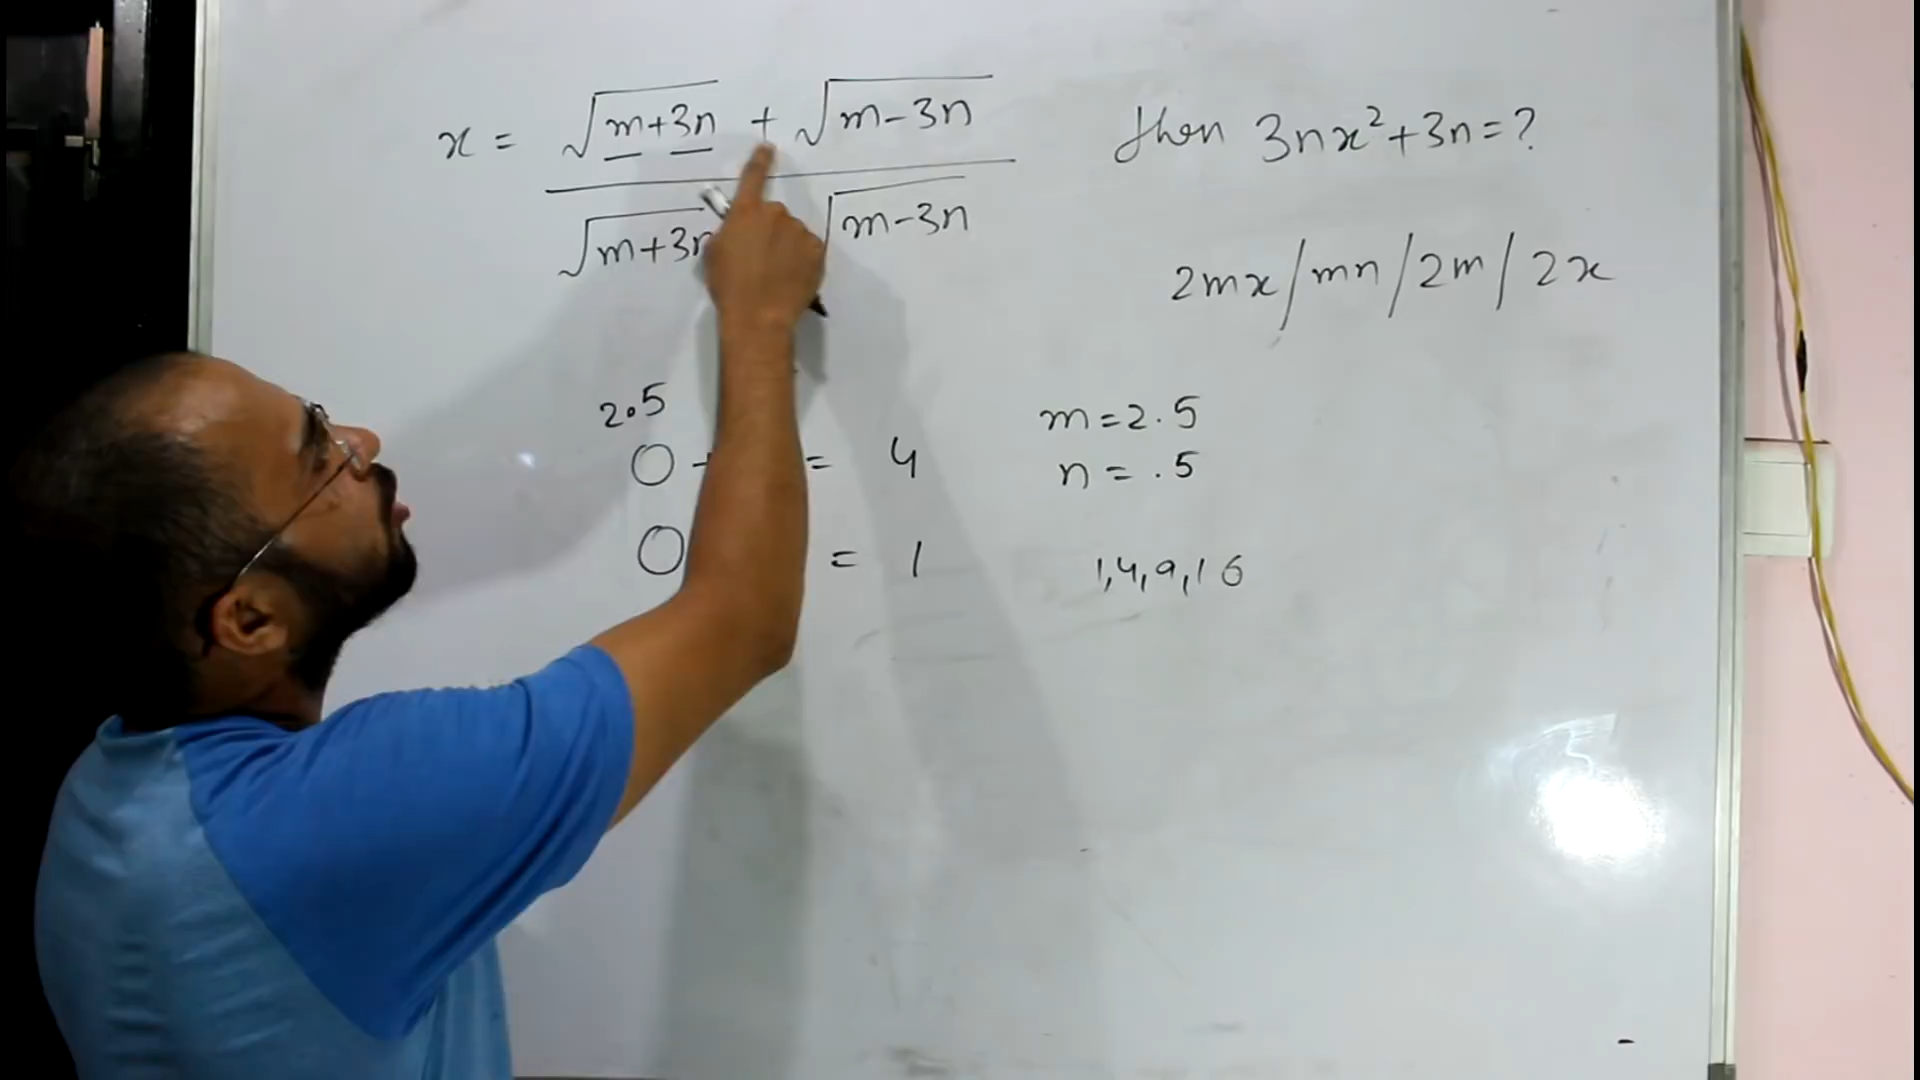 x = √(m+3n) + √(m-3n) then 3nx²+3n=?
√(m+3n √(m-3n)
2mx/mn/2m/2x
2.5 m=2.5
O + = 4 n = .5
O = 1 1,4,9,16